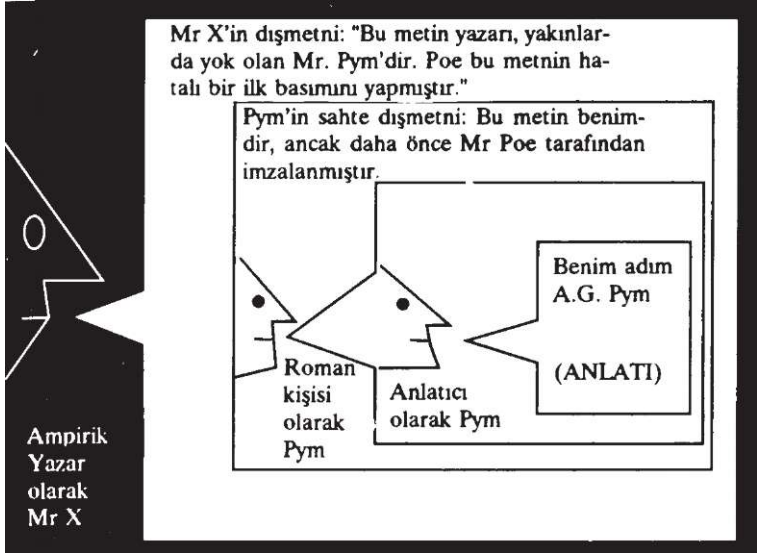 Mr X'in dışmetni: "Bu metin yazarı, yakınlar-
da yok olan Mr. Pym'dir. Poe bu metnin ha-
talı bir ilk basımını yapmıştır."
Pym'in sahte dışmetni: Bu metin benim-
dir, ancak daha önce Mr Poe tarafından
imzalanmıştır.
Benim adım
A.G. Pym
(ANLATI)
Roman
kişisi
olarak
Pym
Anlatıcı
olarak Pym
Ampirik
Yazar
olarak
Mr X